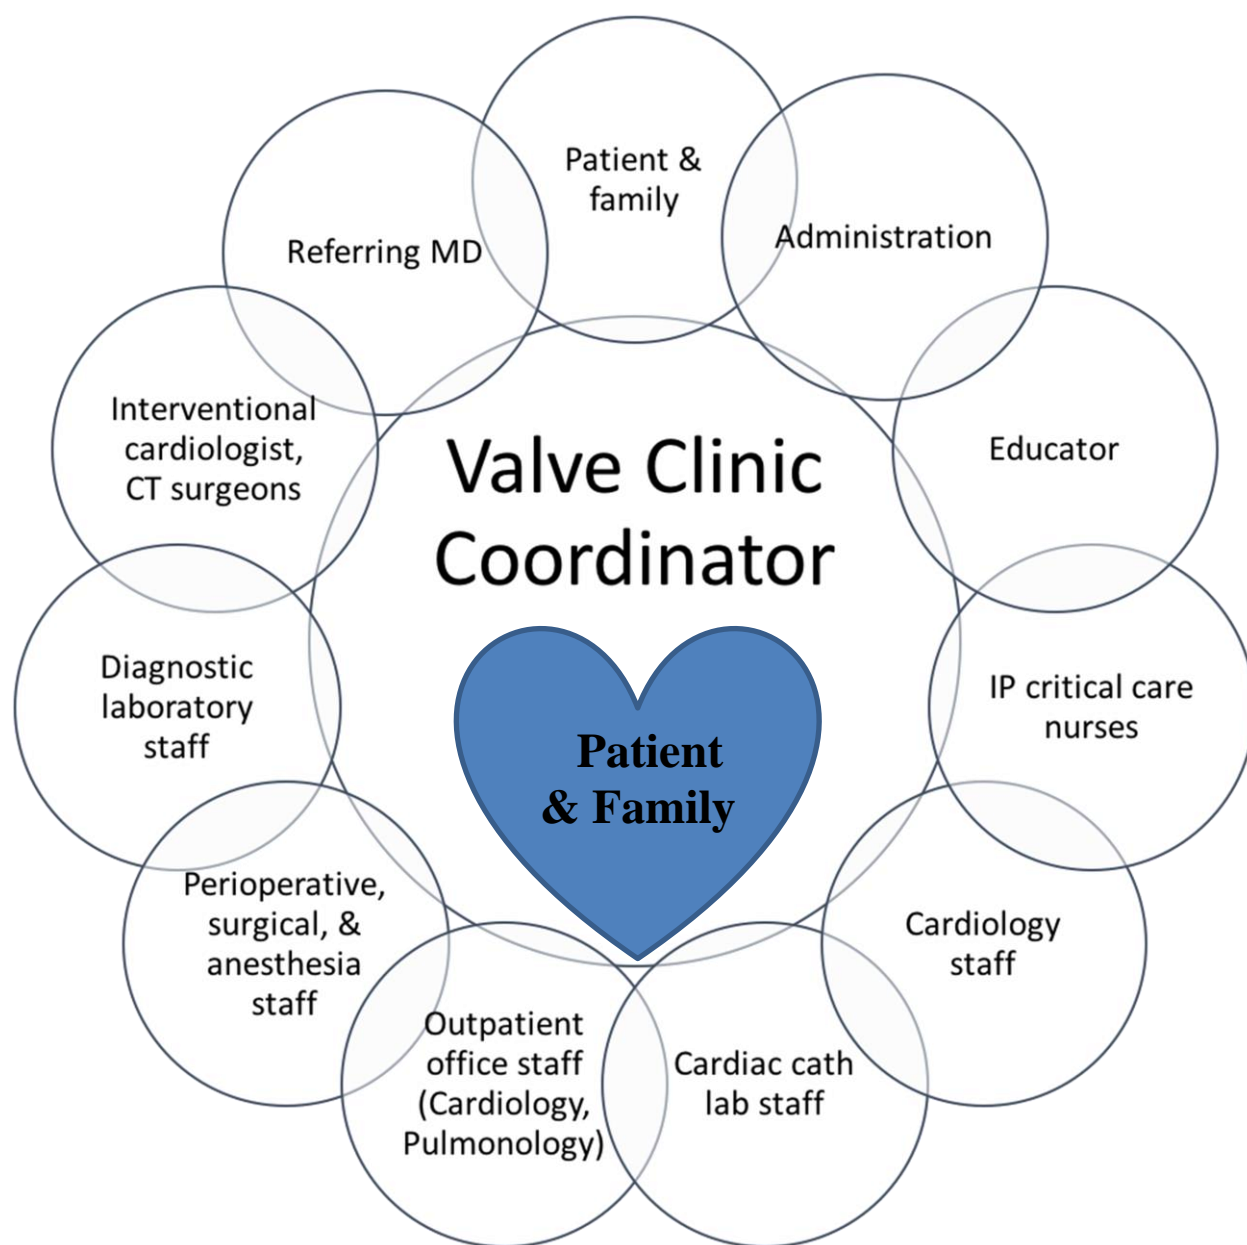 Patient &
family
Administration
Referring MD
Educator
Interventional
cardiologist,
CT surgeons
Valve Clinic
Coordinator
IP critical care
nurses
Diagnostic
laboratory
staff
Patient
& Family
Cardiology
staff
Perioperative,
surgical, &
anesthesia
staff
Cardiac cath
lab staff
Outpatient
office staff
(Cardiology,
Pulmonology)